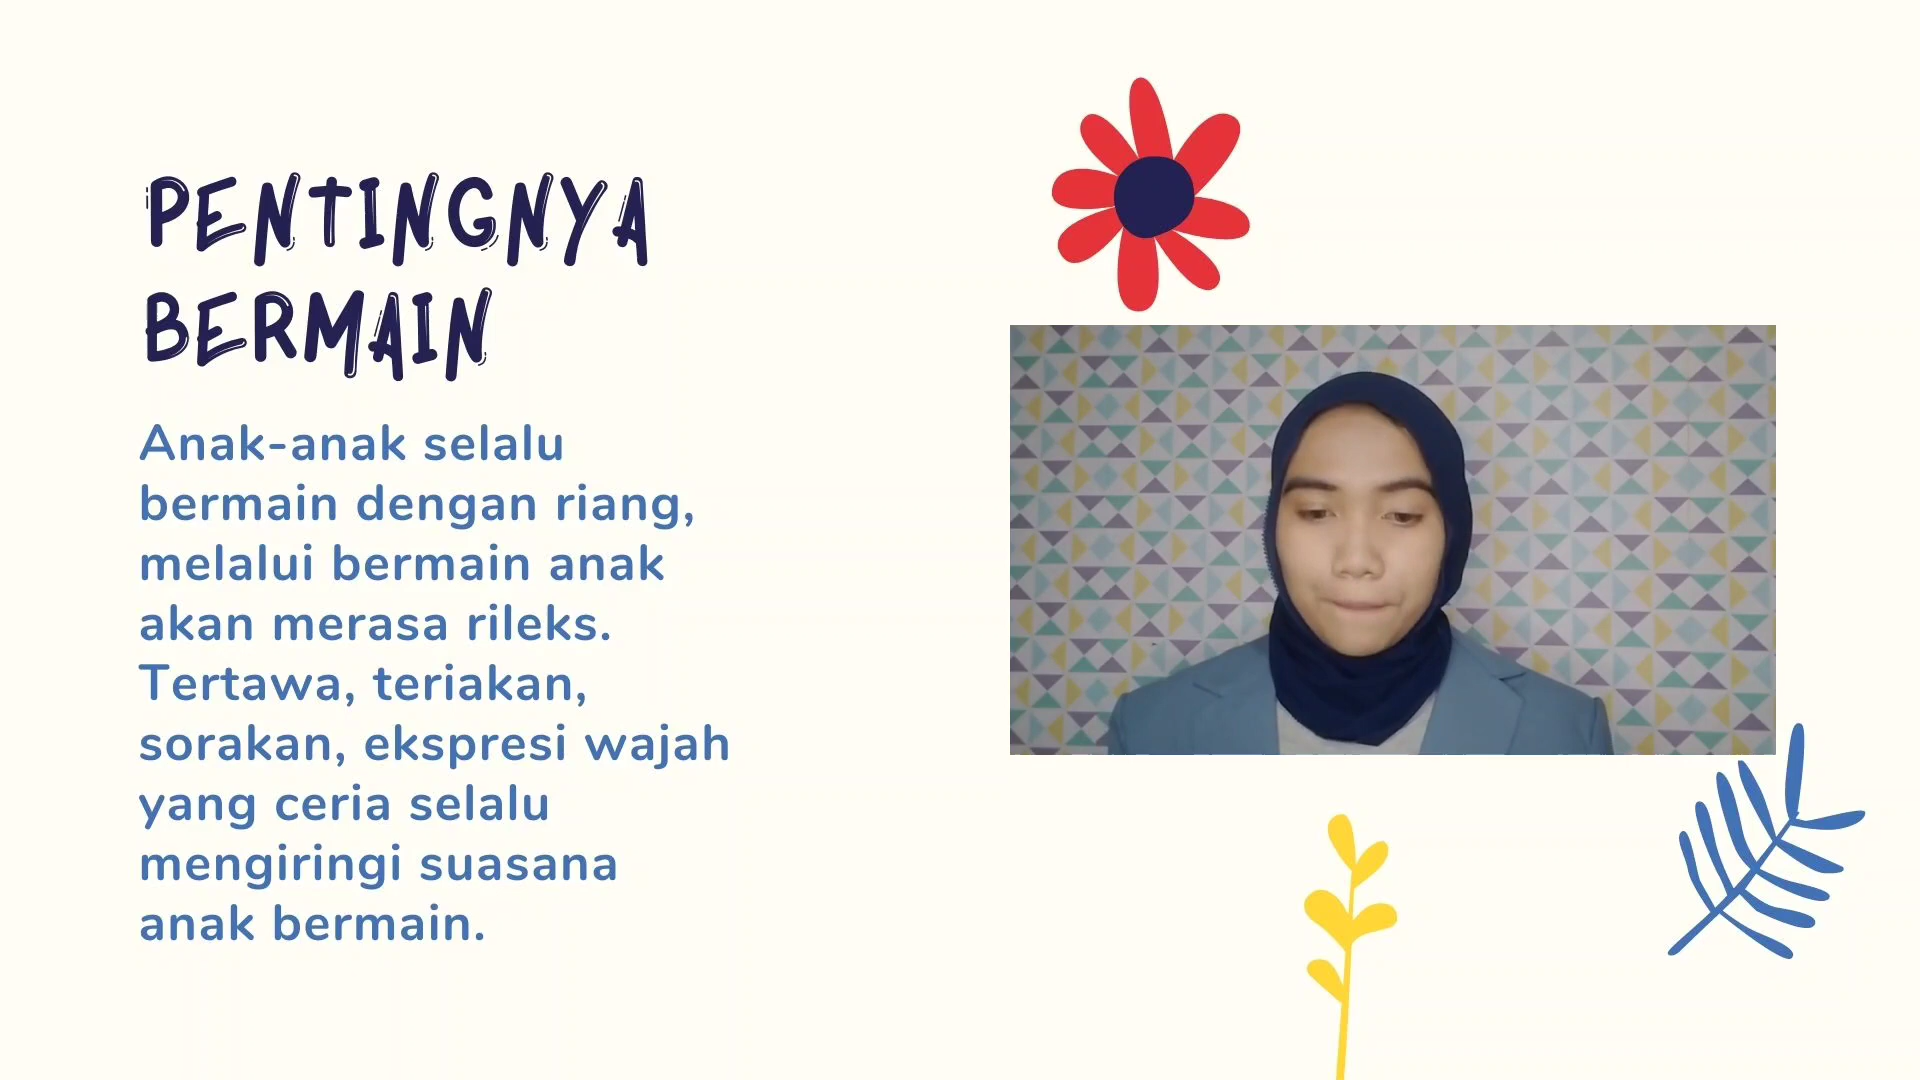 PENTINGNYA
BERMAIN
Anak-anak selalu
bermain dengan riang,
melalui bermain anak
akan merasa rileks.
Tertawa, teriakan,
sorakan, ekspresi wajah
yang ceria selalu
mengiringi suasana
anak bermain.